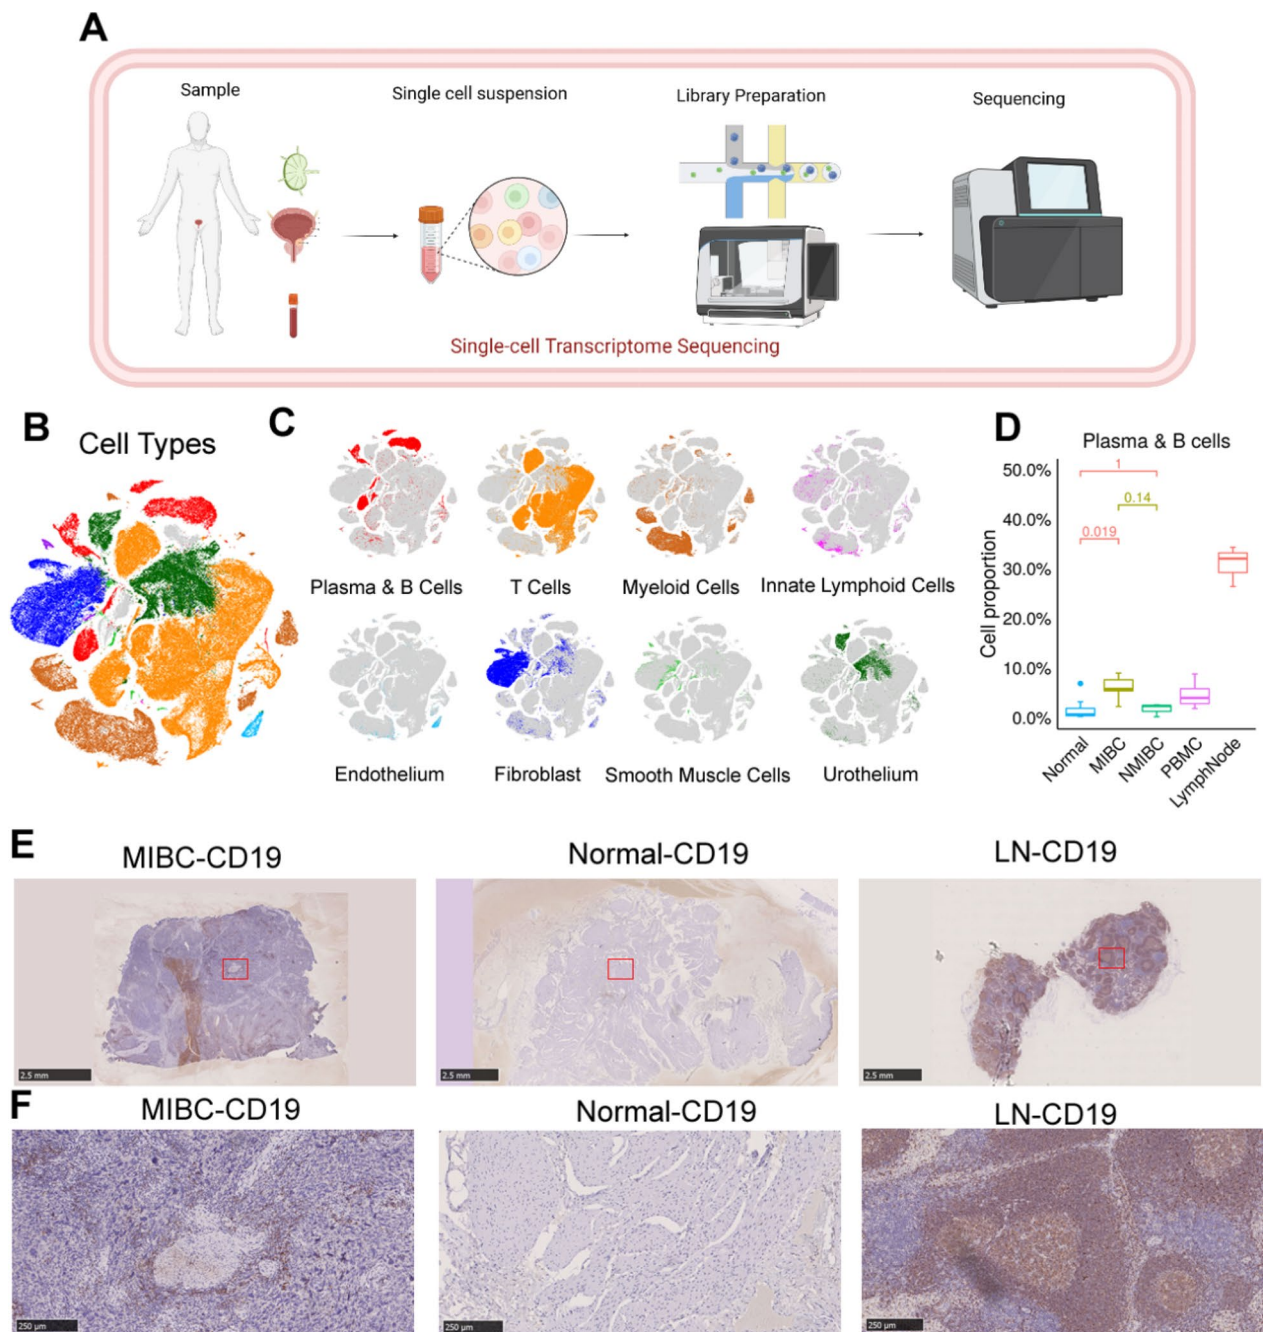 A
Sample
Single cell suspension
Library Preparation
Sequencing
Single-cell Transcriptome Sequencing
B
Cell Types
C
Plasma & B Cells
T Cells
Myeloid Cells
Innate Lymphoid Cells
Endothelium
Fibroblast
Smooth Muscle Cells
Urothelium
D
Plasma & B cells
Cell proportion
50.0%
40.0%
30.0%
20.0%
10.0%
0.0%
1
0.14
0.019
Normal
MIBC
NMIBC
PBMC
LymphNode
E
MIBC-CD19
Normal-CD19
LN-CD19
2.5 mm
2.5 mm
2.5 mm
F
MIBC-CD19
Normal-CD19
LN-CD19
250 µm
250 µm
250 µm